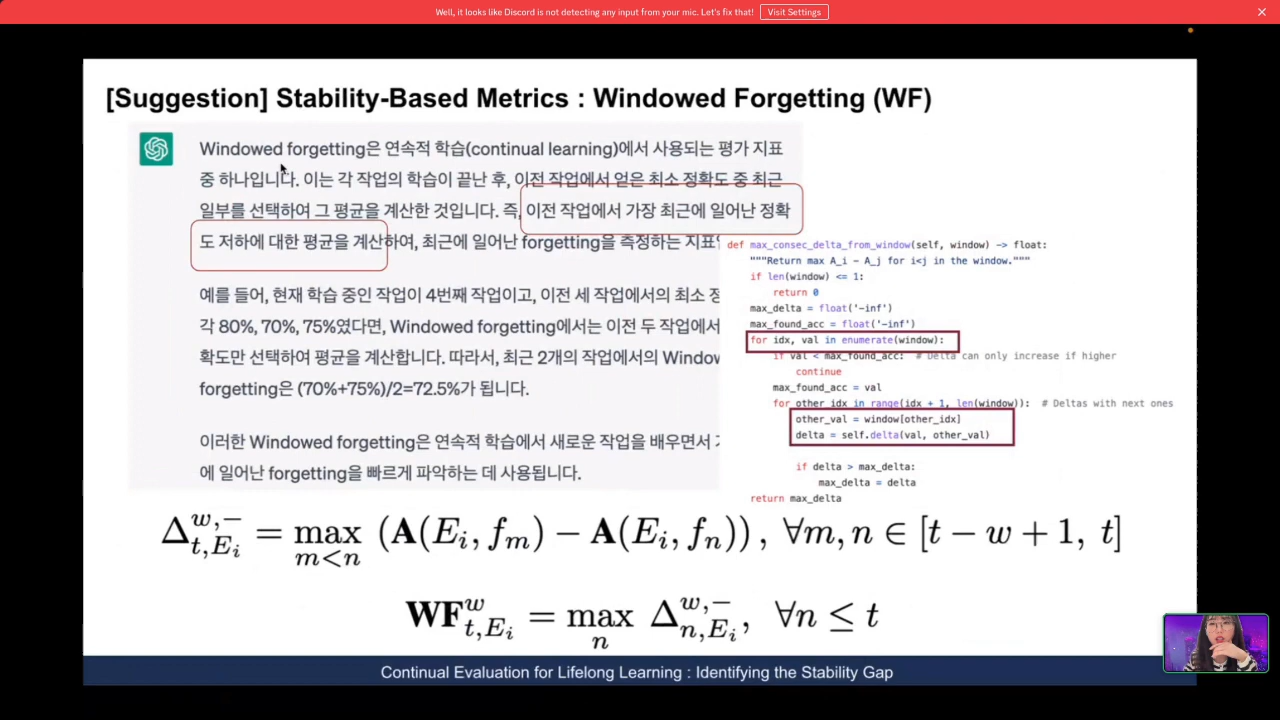 Well, it looks like Discord is not detecting any input from your mic. Let's fix that! Visit Settings
[Suggestion] Stability-Based Metrics : Windowed Forgetting (WF)
Windowed forgetting은 연속적 학습(continual learning)에서 사용되는 평가 지표
중 하나입니다. 이는 각 작업의 학습이 끝난 후, 이전 작업에서 얻은 최소 정확도 중 최근
일부를 선택하여 그 평균을 계산한 것입니다. 즉, 이전 작업에서 가장 최근에 일어난 정확
도 저하에 대한 평균을 계산하여, 최근에 일어난 forgetting을 측정하는 지표
예를 들어, 현재 학습 중인 작업이 4번째 작업이고, 이전 세 작업에서의 최소 정
각 80%, 70%, 75%였다면, Windowed forgetting에서는 이전 두 작업에서
확도만 선택하여 평균을 계산합니다. 따라서, 최근 2개의 작업에서의 Window
forgetting은 (70%+75%)/2=72.5%가 됩니다.
이러한 Windowed forgetting은 연속적 학습에서 새로운 작업을 배우면서
에 일어난 forgetting을 빠르게 파악하는 데 사용됩니다.
def max_consec_delta_from_window(self, window) -> float:
"""Return max A_i - A_j for i<j in the window."""
if len(window) <= 1:
return 0
max_delta = float('-inf')
max_found_acc = float('-inf')
for idx, val in enumerate(window):
if val < max_found_acc: # Delta can only increase if higher
continue
max_found_acc = val
for other_idx in range(idx + 1, len(window)): # Deltas with next ones
other_val = window[other_idx]
delta = self.delta(val, other_val)
if delta > max_delta:
max_delta = delta
return max_delta
Δ^{w,−}_{t,E_i} = max_{m<n} (A(E_i, f_m) − A(E_i, f_n)), ∀m, n ∈ [t − w + 1, t]
WF^w_{t,E_i} = max_n Δ^{w,−}_{n,E_i}, ∀n ≤ t
Continual Evaluation for Lifelong Learning : Identifying the Stability Gap